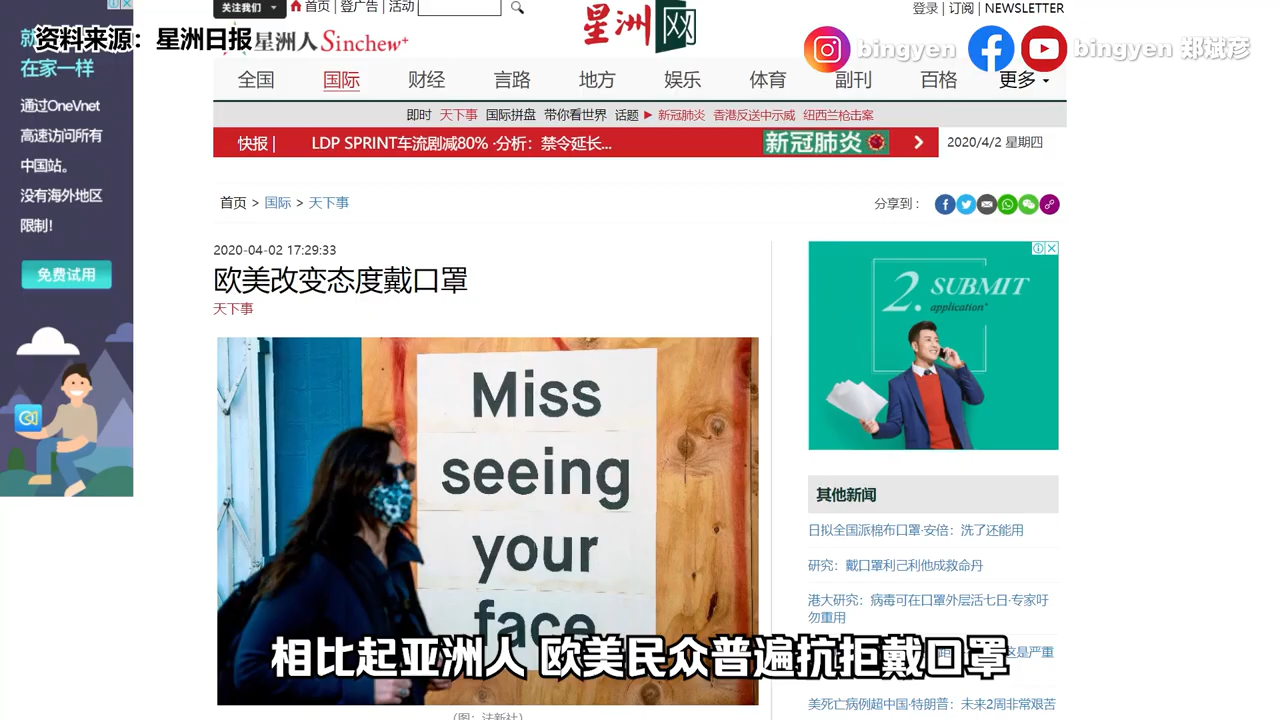 关注我们
首页 | 登广告 | 活动
登录 | 订阅 | NEWSLETTER
资料来源：星洲日报
星洲人 Sinchew+
星洲网
bingyen
bingyen 郑斌彦
全国 国际 财经 言路 地方 娱乐 体育 副刊 百格 更多
即时 天下事 国际拼盘 带你看世界 话题 新冠肺炎 香港反送中示威 纽西兰枪击案
快报 | LDP SPRINT车流剧减80% ·分析：禁令延长... 新冠肺炎
2020/4/2 星期四
在家一样
通过OneVnet
高速访问所有
中国站。
没有海外地区
限制！
免费试用
首页 > 国际 > 天下事
分享到：
2020-04-02 17:29:33
欧美改变态度戴口罩
天下事
Miss
seeing
your
face
(图：法新社)
2. SUBMIT
application*
其他新闻
日拟全国派棉布口罩·安倍：洗了还能用
研究：戴口罩利己利他成救命丹
港大研究：病毒可在口罩外层活七日·专家吁
勿重用
这是严重
美死亡病例超中国·特朗普：未来2周非常艰苦
相比起亚洲人 欧美民众普遍抗拒戴口罩